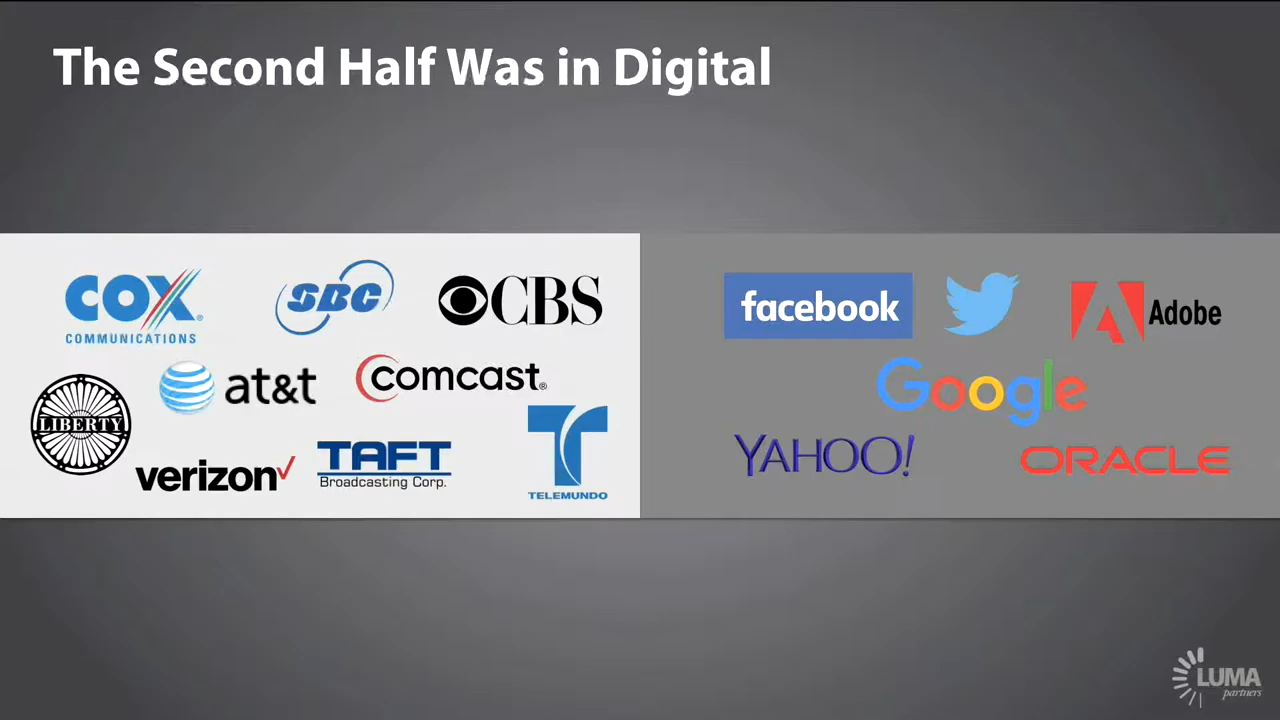 The Second Half Was in Digital
COX
COMMUNICATIONS
SBC
CBS
at&t
comcast®
LIBERTY
verizon
TAFT
Broadcasting Corp.
TELEMUNDO
facebook
Adobe
Google
YAHOO!
ORACLE
LUMA
partners